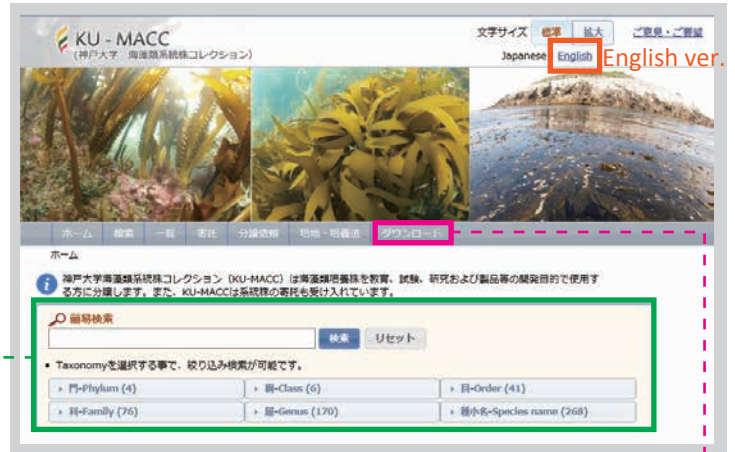 KU - MACC
(神戸大学 海藻類系統株コレクション)
文字サイズ 標準 拡大 ご意見・ご要望
Japanese English English ver.
ホーム 検索 一覧 寄託 分譲依頼 培地・培養法 ダウンロード
ホーム
神戸大学海藻類系統株コレクション（KU-MACC）は海藻類培養株を教育、試験、研究および製品等の開発目的で使用す
る方に分譲します。また、KU-MACCは系統株の寄託も受け入れています。
簡易検索
検索 リセット
• Taxonomyを選択する事で、絞り込み検索が可能です。
門-Phylum (4) 綱-Class (6) 目-Order (41)
科-Family (76) 属-Genus (170) 種小名-Species name (268)